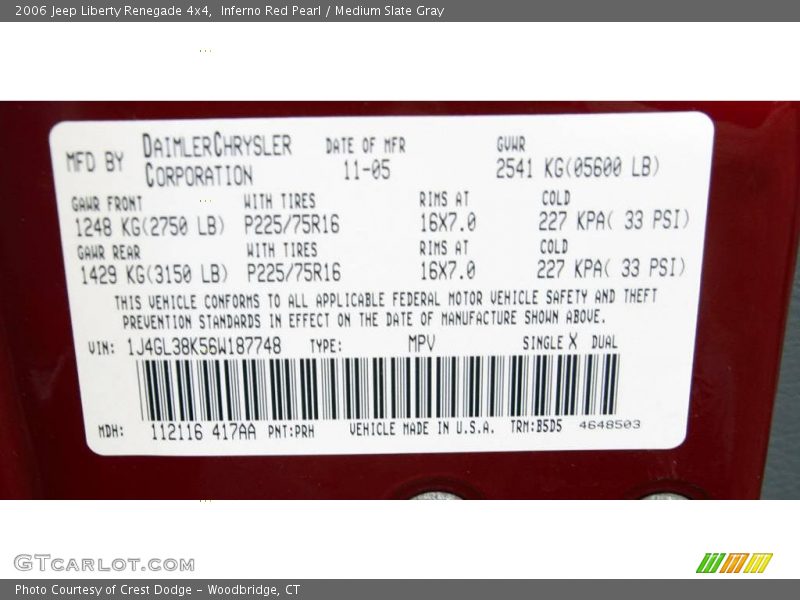 2006 Jeep Liberty Renegade 4x4,  Inferno Red Pearl / Medium Slate Gray
MFD BY DAIMLERCHRYSLER CORPORATION DATE OF MFR 11-05 GVWR 2541 KG(05600 LB)
GAWR FRONT WITH TIRES RIMS AT COLD
1248 KG(2750 LB) P225/75R16 16X7.0 227 KPA( 33 PSI)
GAWR REAR WITH TIRES RIMS AT COLD
1429 KG(3150 LB) P225/75R16 16X7.0 227 KPA( 33 PSI)
THIS VEHICLE CONFORMS TO ALL APPLICABLE FEDERAL MOTOR VEHICLE SAFETY AND THEFT
PREVENTION STANDARDS IN EFFECT ON THE DATE OF MANUFACTURE SHOWN ABOVE.
VIN: 1J4GL38K56W187748 TYPE: MPV SINGLE X DUAL
MDH: 112116 417AA PNT:PRH VEHICLE MADE IN U.S.A. TRM:B5D5 4648503
GTCARLOT.COM
Photo Courtesy of Crest Dodge - Woodbridge, CT